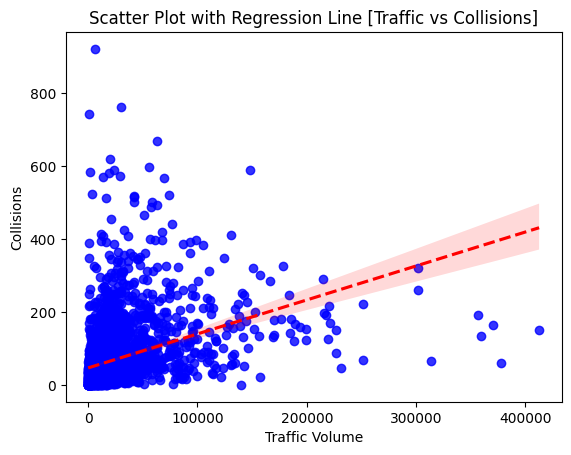 Scatter Plot with Regression Line [Traffic vs Collisions]
Collisions
800
600
400
200
0
0 100000 200000 300000 400000
Traffic Volume